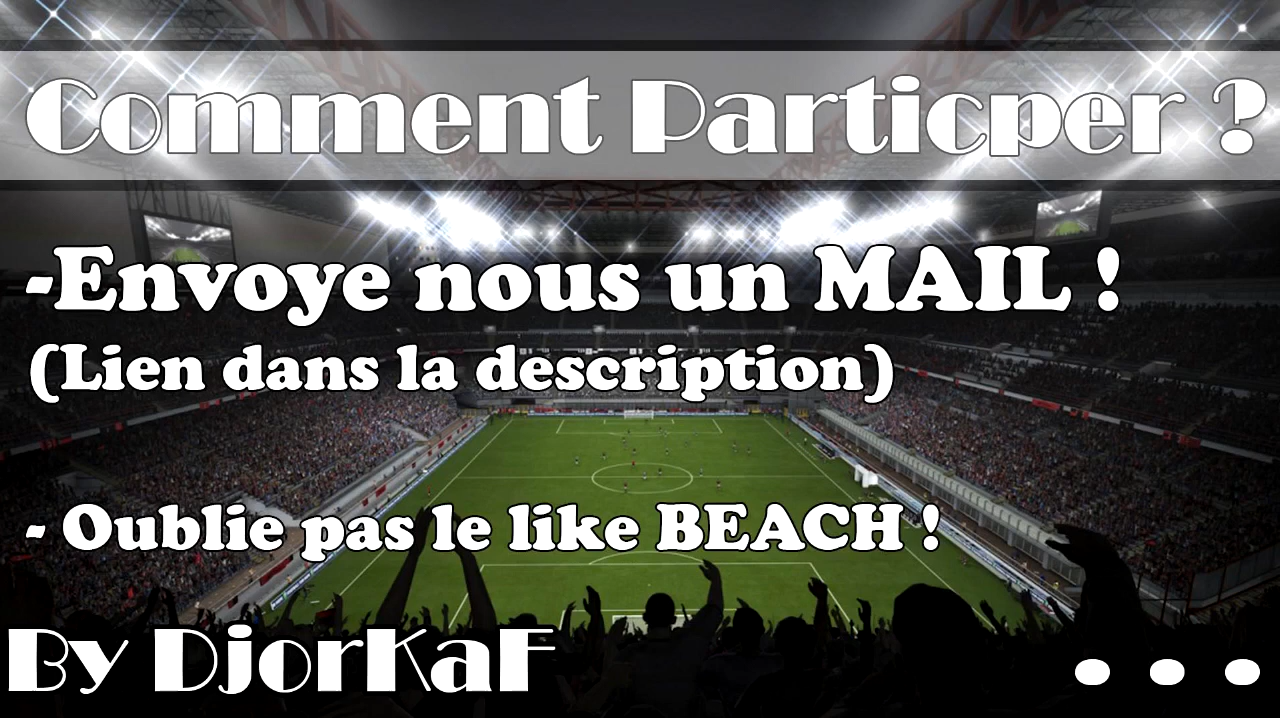 Comment Particper ?
-Envoye nous un MAIL !
(Lien dans la description)
- Oublie pas le like BEACH !
By DjorKaF
. . .